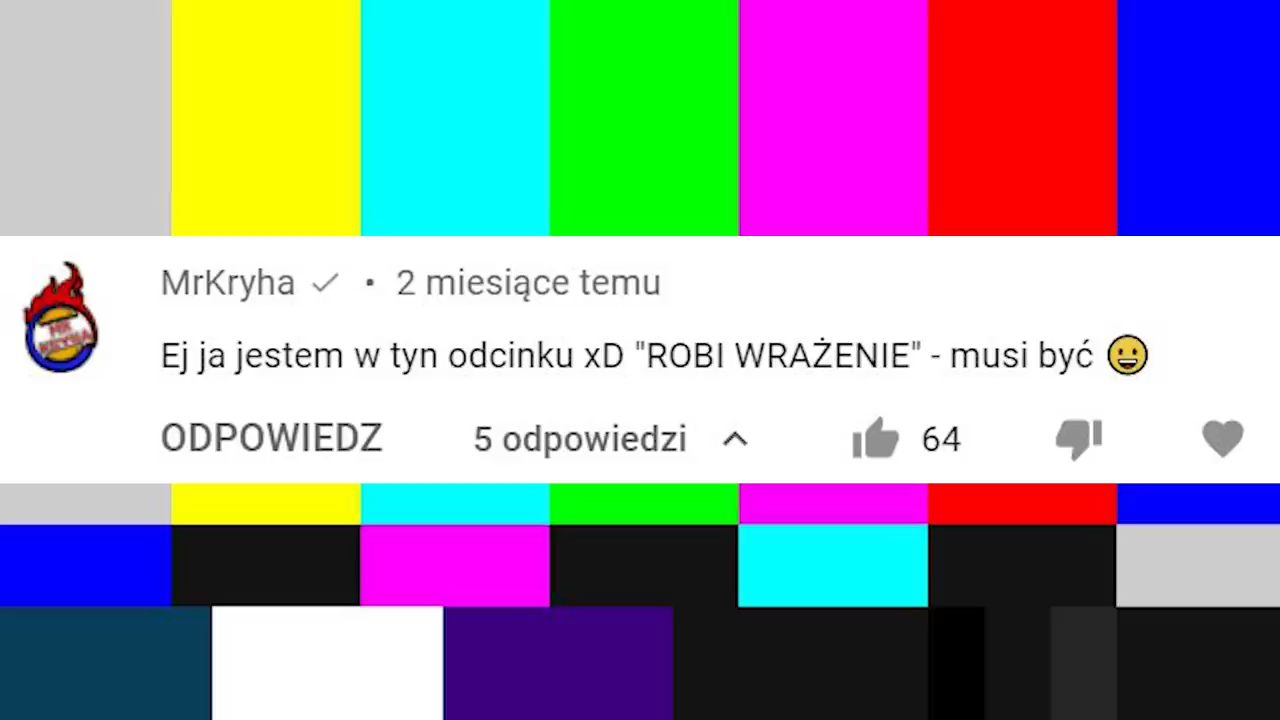 MrKryha ✓ • 2 miesiące temu
Ej ja jestem w tyn odcinku xD "ROBI WRAŻENIE" - musi być 😀
ODPOWIEDZ 5 odpowiedzi 64